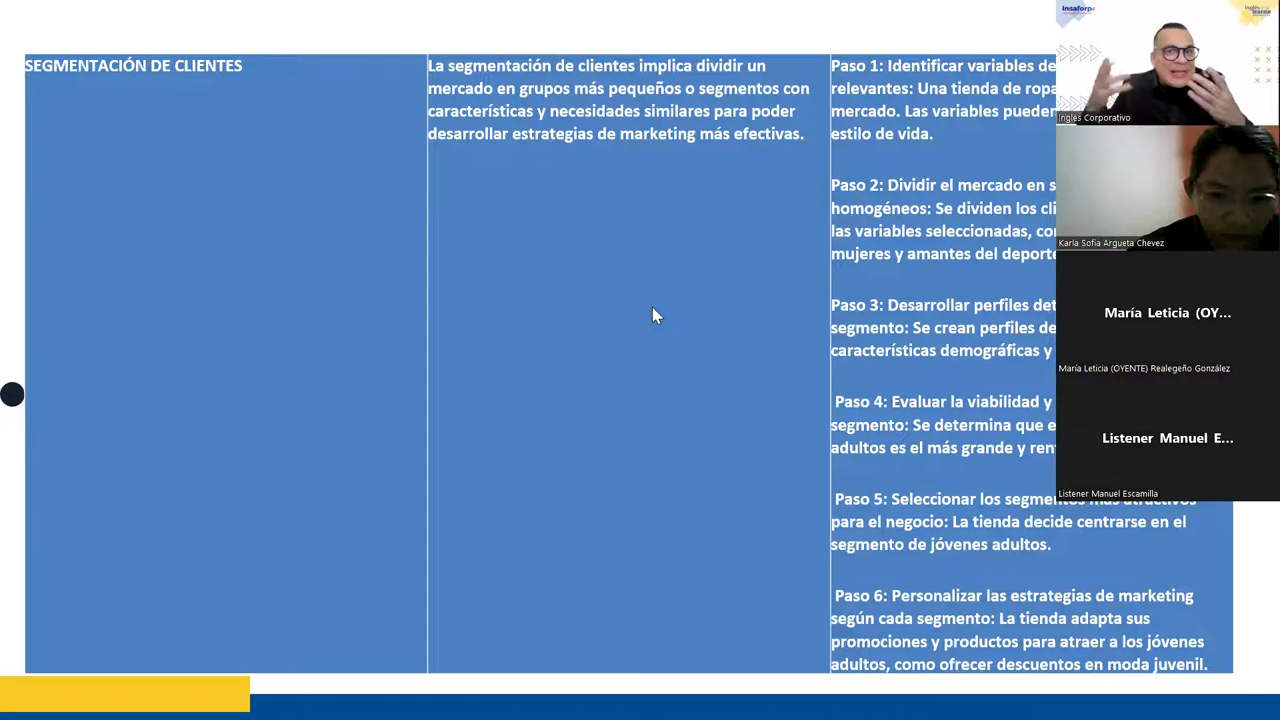 SEGMENTACIÓN DE CLIENTES
La segmentación de clientes implica dividir un
mercado en grupos más pequeños o segmentos con
características y necesidades similares para poder
desarrollar estrategias de marketing más efectivas.
Paso 1: Identificar variables de
relevantes: Una tienda de ropa
mercado. Las variables pueden
estilo de vida.
Paso 2: Dividir el mercado en
homogéneos: Se dividen los
las variables seleccionadas,
mujeres y amantes del deporte
Paso 3: Desarrollar perfiles
segmento: Se crean perfiles
características demográficas y
Paso 4: Evaluar la viabilidad y
segmento: Se determina que
adultos es el más grande y
Paso 5: Seleccionar los segmentos más atractivos
para el negocio: La tienda decide centrarse en el
segmento de jóvenes adultos.
Paso 6: Personalizar las estrategias de marketing
según cada segmento: La tienda adapta sus
promociones y productos para atraer a los jóvenes
adultos, como ofrecer descuentos en moda juvenil.
Insaforp
Ingles Corporativo
Karla Sofia Argueta Chevez
María Leticia (OY...
María Leticia (OYENTE) Realegeño González
Listener Manuel E...
Listener Manuel Escamilla